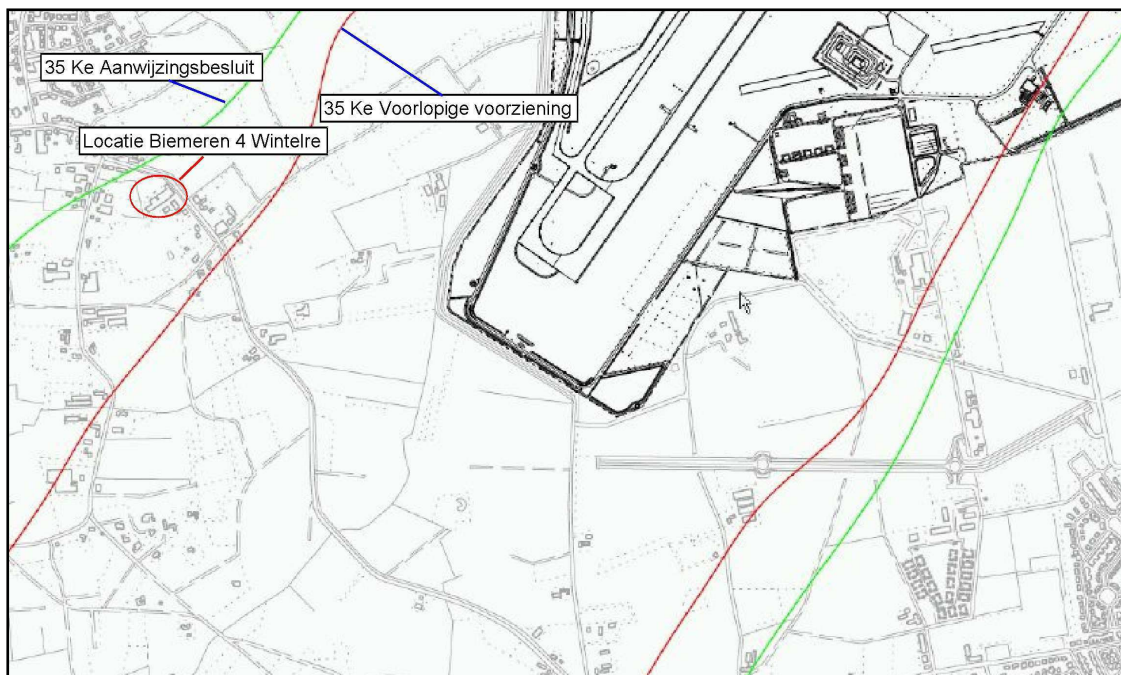 35 Ke Aanwijzingsbesluit
35 Ke Voorlopige voorziening
Locatie Biemeren 4 Wintelre